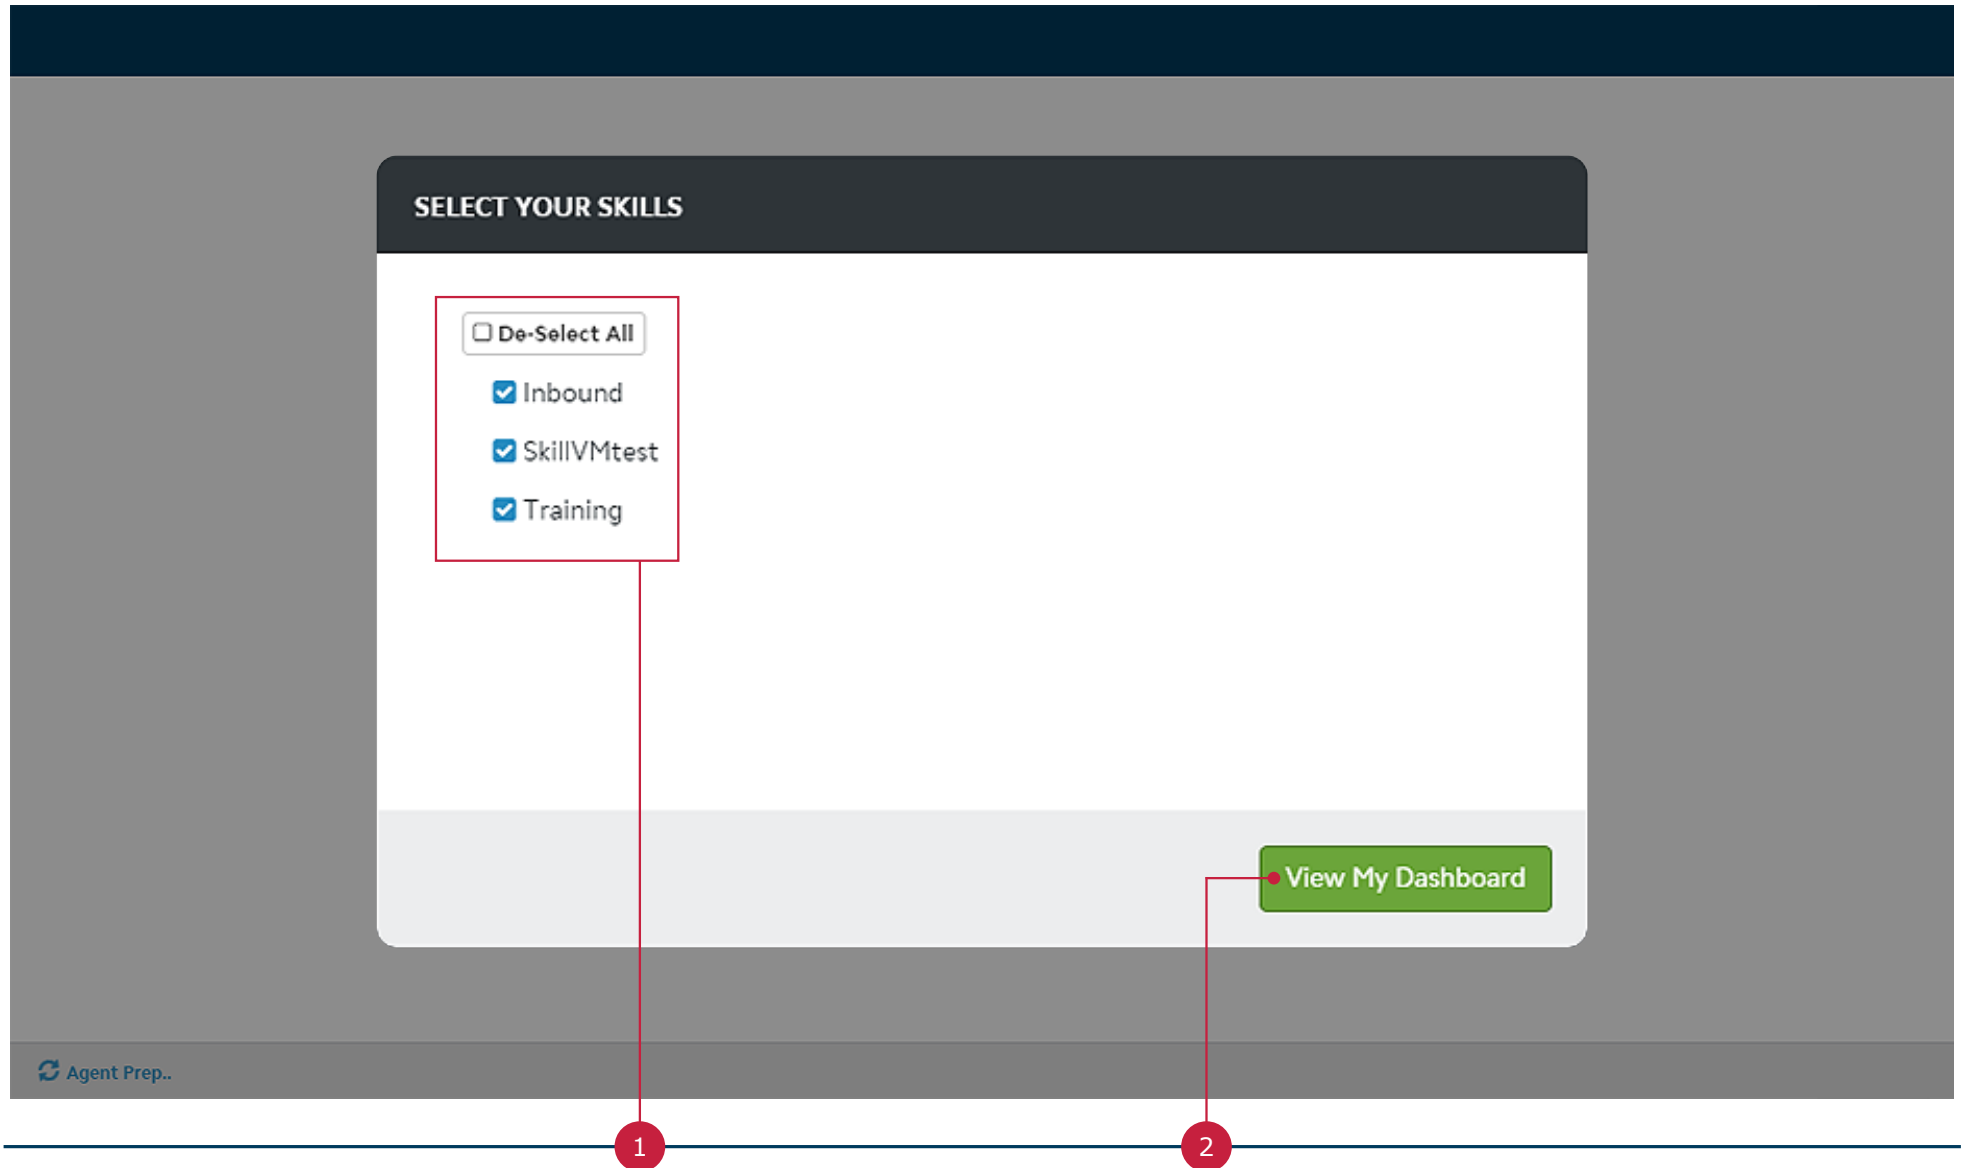 SELECT YOUR SKILLS
De-Select All
Inbound
SkillVMtest
Training
View My Dashboard
Agent Prep..
1
2